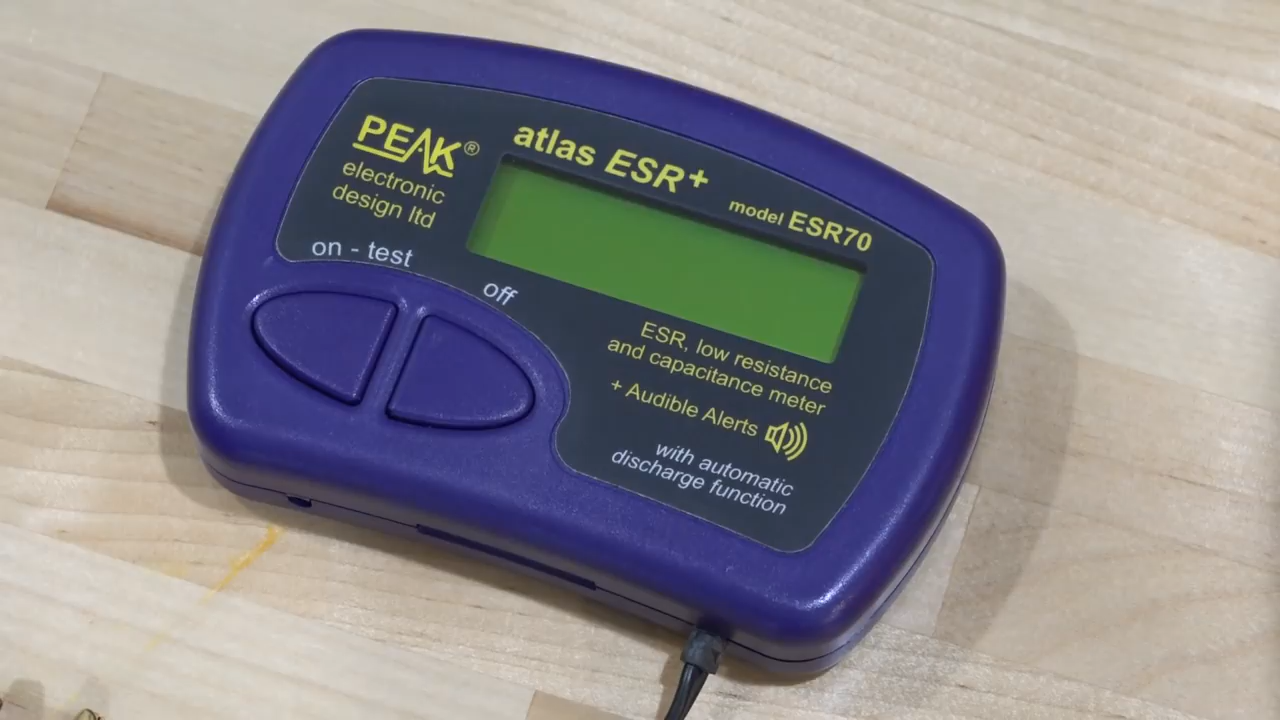 PEAK®
electronic
design ltd
atlas ESR+
model ESR70
on - test
off
ESR, low resistance
and capacitance meter
+ Audible Alerts
with automatic
discharge function